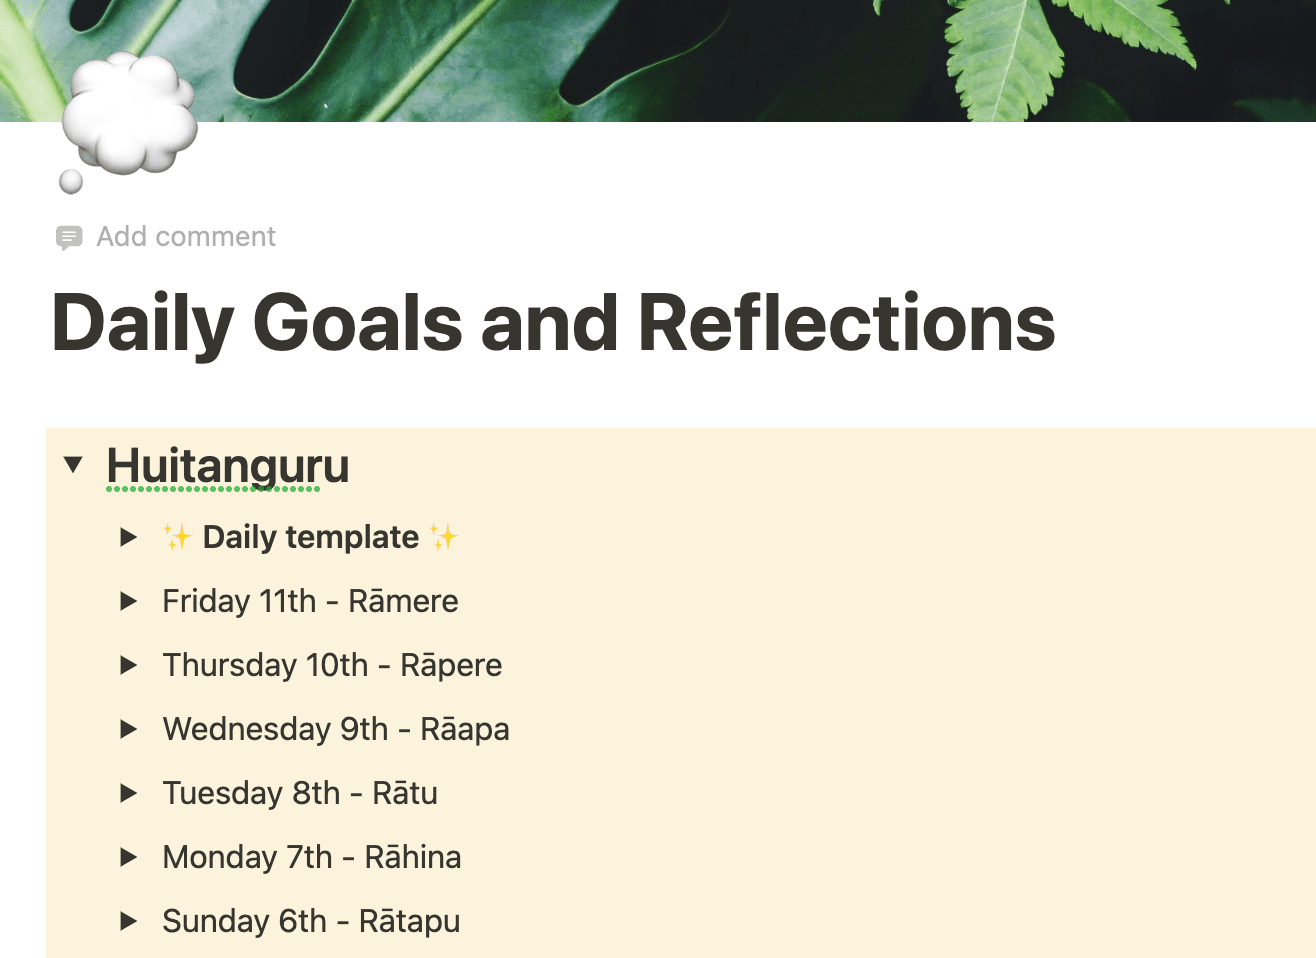 Add comment
Daily Goals and Reflections
Huitanguru
✨ Daily template ✨
Friday 11th - Rāmere
Thursday 10th - Rāpere
Wednesday 9th - Rāapa
Tuesday 8th - Rātu
Monday 7th - Rāhina
Sunday 6th - Rātapu